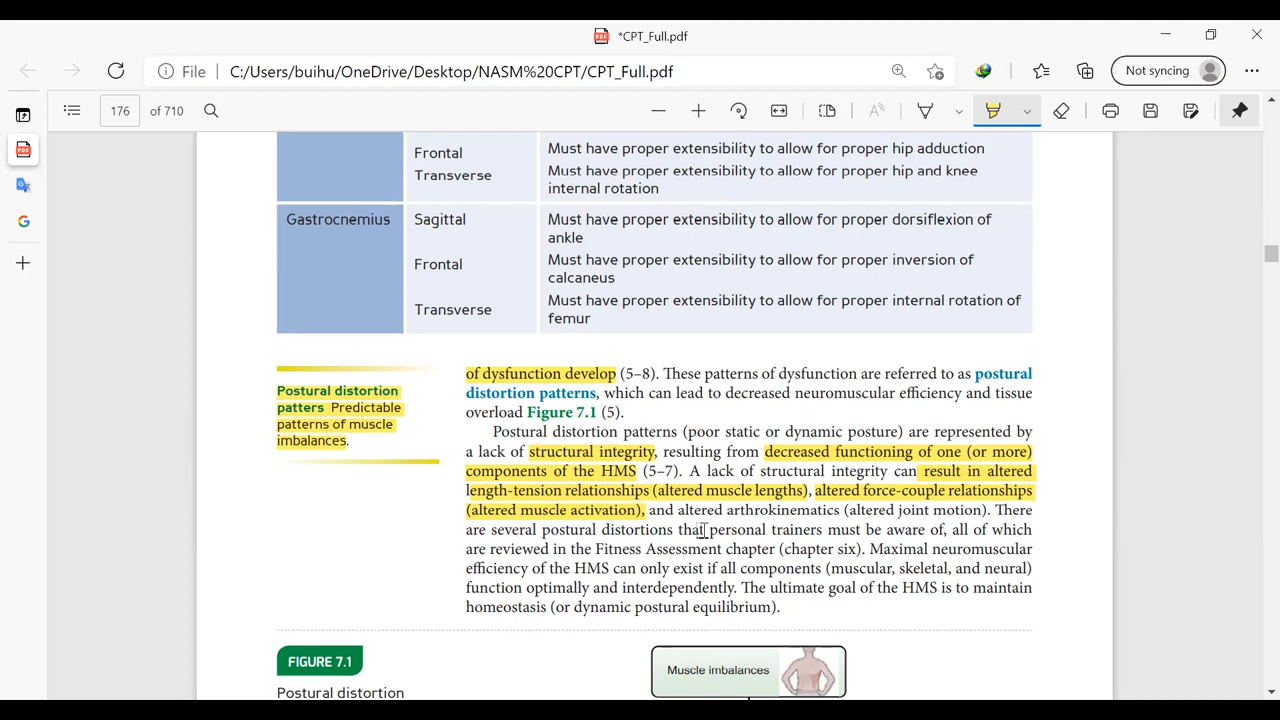 *CPT_Full.pdf
File
C:/Users/buihu/OneDrive/Desktop/NASM%20CPT/CPT_Full.pdf
Not syncing
176
of 710
Frontal
Must have proper extensibility to allow for proper hip adduction
Transverse
Must have proper extensibility to allow for proper hip and knee
internal rotation
Gastrocnemius
Sagittal
Must have proper extensibility to allow for proper dorsiflexion of
ankle
Frontal
Must have proper extensibility to allow for proper inversion of
calcaneus
Transverse
Must have proper extensibility to allow for proper internal rotation of
femur
Postural distortion
patters Predictable
patterns of muscle
imbalances.
of dysfunction develop (5–8). These patterns of dysfunction are referred to as postural
distortion patterns, which can lead to decreased neuromuscular efficiency and tissue
overload Figure 7.1 (5).
Postural distortion patterns (poor static or dynamic posture) are represented by
a lack of structural integrity, resulting from decreased functioning of one (or more)
components of the HMS (5–7). A lack of structural integrity can result in altered
length-tension relationships (altered muscle lengths), altered force-couple relationships
(altered muscle activation), and altered arthrokinematics (altered joint motion). There
are several postural distortions that personal trainers must be aware of, all of which
are reviewed in the Fitness Assessment chapter (chapter six). Maximal neuromuscular
efficiency of the HMS can only exist if all components (muscular, skeletal, and neural)
function optimally and interdependently. The ultimate goal of the HMS is to maintain
homeostasis (or dynamic postural equilibrium).
FIGURE 7.1
Postural distortion
Muscle imbalances